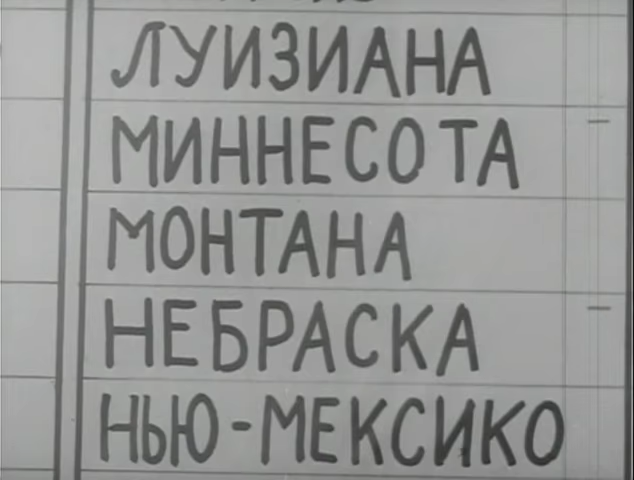 ЛУИЗИАНА
МИННЕСОТА
МОНТАНА
НЕБРАСКА
НЬЮ-МЕКСИКО